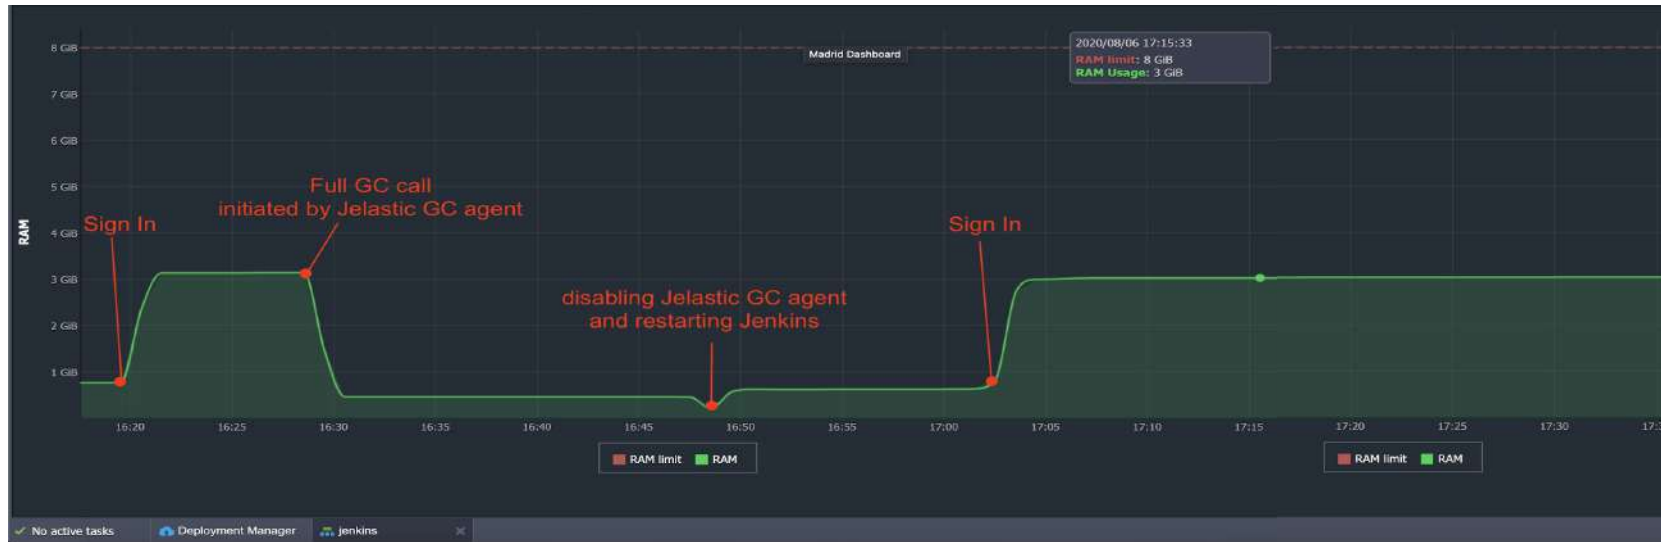 8 GiB
7 GiB
6 GiB
5 GiB
4 GiB
3 GiB
2 GiB
1 GiB
RAM
Madrid Dashboard
2020/08/06 17:15:33
RAM limit: 8 GiB
RAM Usage: 3 GiB
Sign In
Full GC call
initiated by Jelastic GC agent
disabling Jelastic GC agent
and restarting Jenkins
Sign In
16:20 16:25 16:30 16:35 16:40 16:45 16:50 16:55 17:00 17:05 17:10 17:15 17:20 17:25 17:30
RAM limit RAM
RAM limit RAM
No active tasks Deployment Manager jenkins